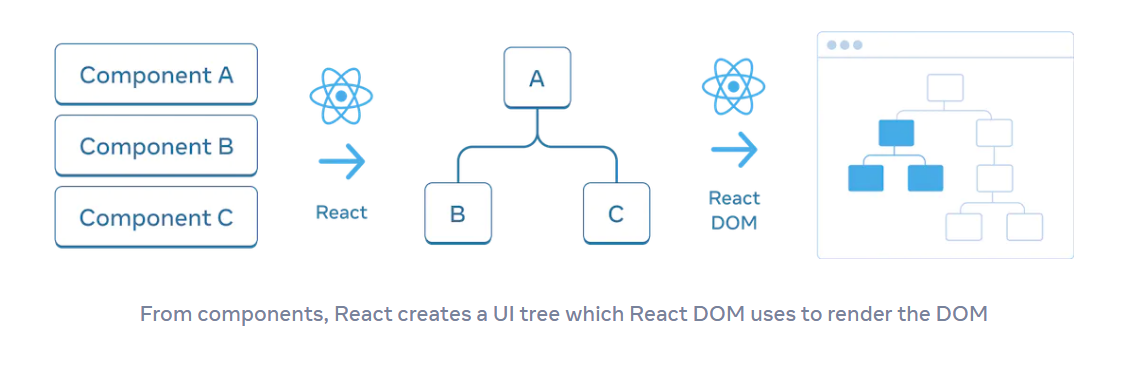 Component A
Component B
Component C
React
A
B
C
React
DOM
From components, React creates a UI tree which React DOM uses to render the DOM